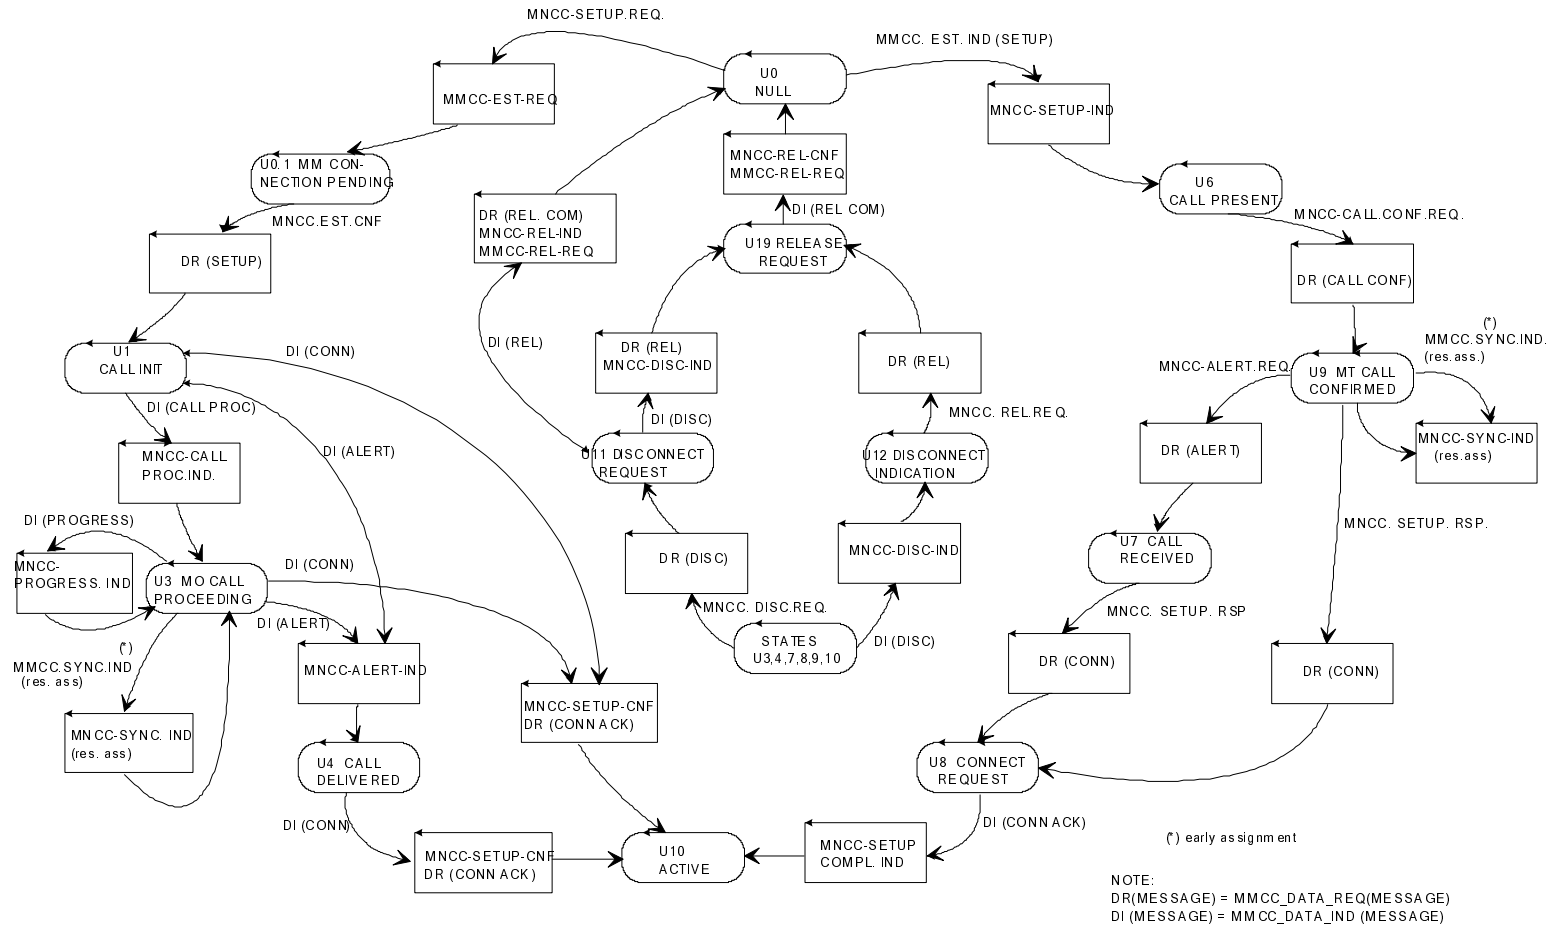 MNCC-SETUP.REQ.
MMCC. EST. IND (SETUP)
U0
NULL
MMCC-EST-REQ
MNCC-SETUP-IND
MNCC-REL-CNF
MMCC-REL-REQ
U0.1 MM CON-
NECTION PENDING
U6
CALL PRESENT
MNCC.EST.CNF
DR (REL. COM)
MNCC-REL-IND
MMCC-REL-REQ
DI (REL COM)
MNCC-CALL.CONF.REQ.
DR (SETUP)
U19 RELEASE
REQUEST
DR (CALL CONF)
DI (REL)
(*)
MMCC.SYNC.IND.
(res.ass.)
U1
CALL INIT
DI (CONN)
DR (REL)
MNCC-DISC-IND
DR (REL)
MNCC-ALERT.REQ.
U9 MT CALL
CONFIRMED
DI (CALL PROC)
DI (DISC)
MNCC. REL.REQ.
MNCC-CALL
PROC.IND.
DI (ALERT)
U11 DISCONNECT
REQUEST
U12 DISCONNECT
INDICATION
DR (ALERT)
MNCC-SYNC-IND
(res.ass)
DI (PROGRESS)
MNCC. SETUP. RSP.
MNCC-
PROGRESS. IND
U3 MO CALL
PROCEEDING
DI (CONN)
DR (DISC)
MNCC-DISC-IND
U7 CALL
RECEIVED
DI (ALERT)
MNCC. DISC.REQ.
MNCC. SETUP. RSP
(*)
MMCC.SYNC.IND
(res. ass)
STATES
U3,4,7,8,9,10
DI (DISC)
MNCC-ALERT-IND
DR (CONN)
DR (CONN)
MNCC-SYNC. IND
(res. ass)
MNCC-SETUP-CNF
DR (CONN ACK)
U4 CALL
DELIVERED
U8 CONNECT
REQUEST
DI (CONN)
DI (CONN ACK)
MNCC-SETUP-CNF
DR (CONN ACK)
U10
ACTIVE
MNCC-SETUP
COMPL. IND
(*) early assignment
NOTE:
DR(MESSAGE) = MMCC_DATA_REQ(MESSAGE)
DI (MESSAGE) = MMCC_DATA_IND (MESSAGE)